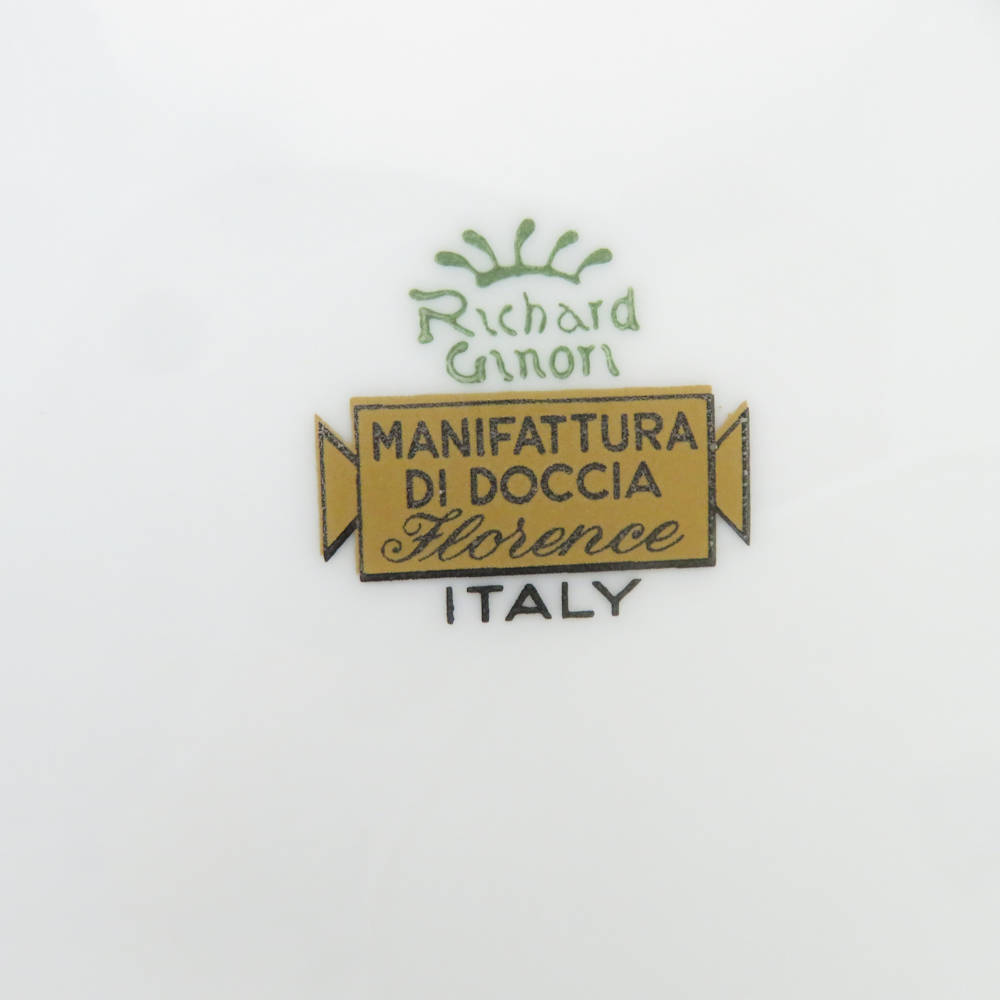 Richard
Ginori
MANIFATTURA
DI DOCCIA
Florence
ITALY